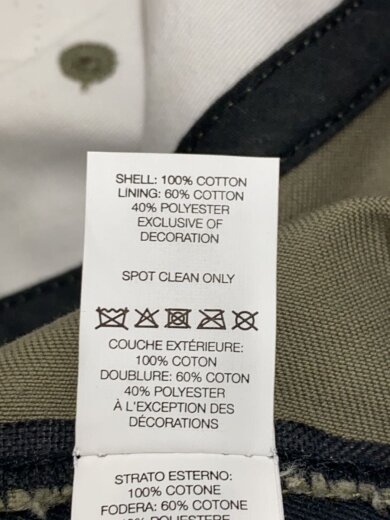 SHELL: 100% COTTON
LINING: 60% COTTON
40% POLYESTER
EXCLUSIVE OF
DECORATION
SPOT CLEAN ONLY
COUCHE EXTÉRIEURE:
100% COTON
DOUBLURE: 60% COTON
40% POLYESTER
À L'EXCEPTION DES
DÉCORATIONS
STRATO ESTERNO:
100% COTONE
FODERA: 60% COTONE